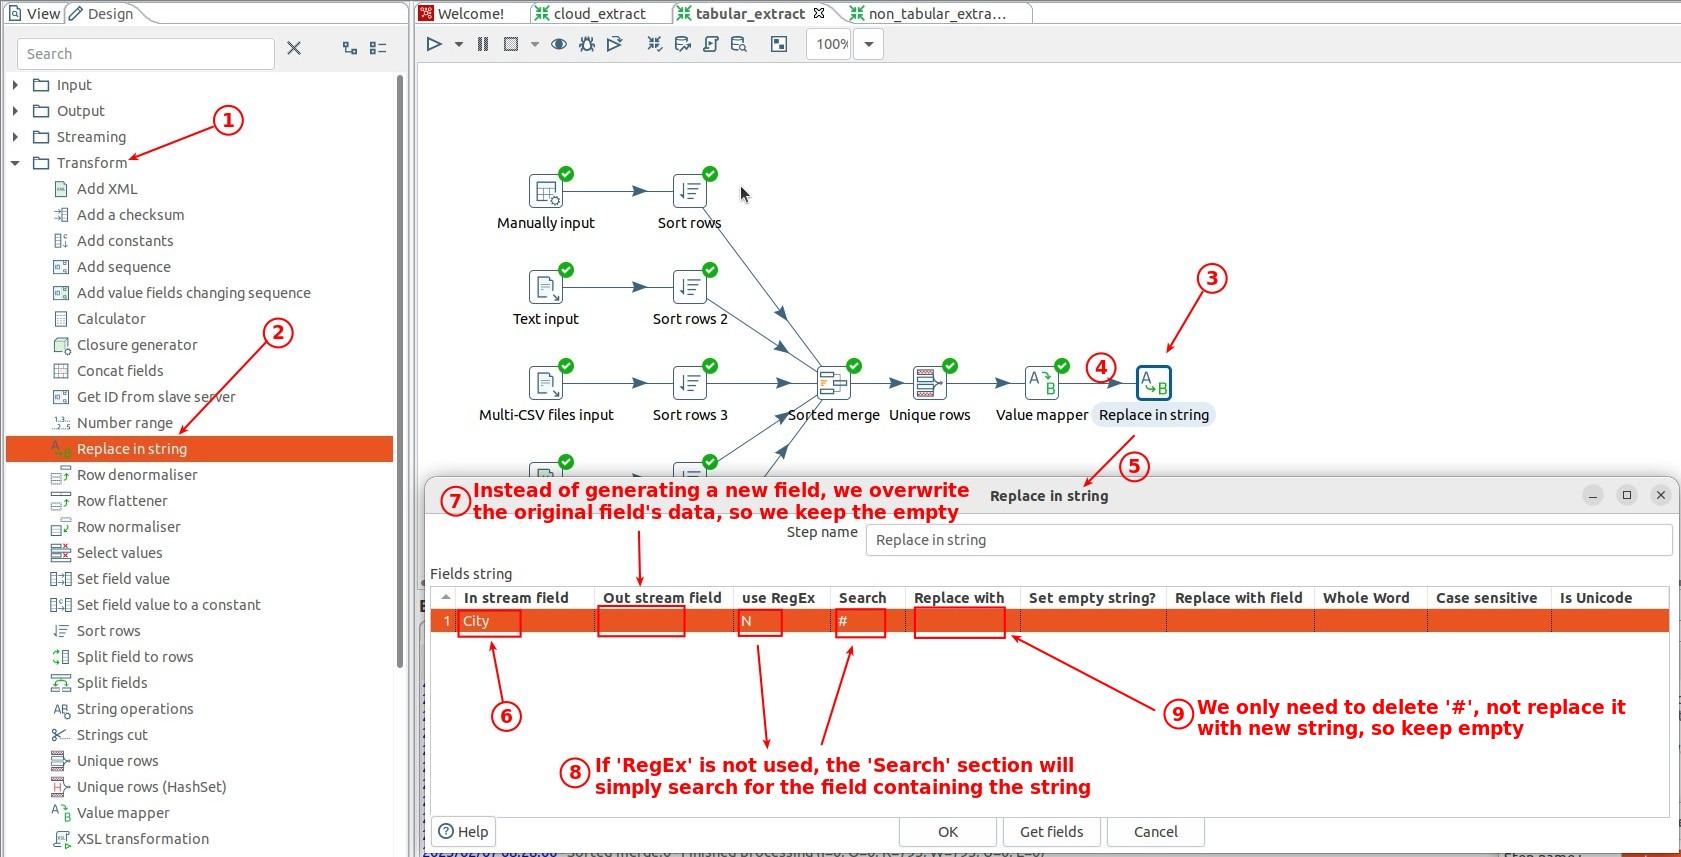 View Design
Search
Input
Output
Streaming
Transform
Add XML
Add a checksum
Add constants
Add sequence
Add value fields changing sequence
Calculator
Closure generator
Concat fields
Get ID from slave server
Number range
Replace in string
Row denormaliser
Row flattener
Row normaliser
Select values
Set field value
Set field value to a constant
Sort rows
Split field to rows
Split fields
String operations
Strings cut
Unique rows
Unique rows (HashSet)
Value mapper
XSL transformation
1
2
Welcome! cloud_extract tabular_extract non_tabular_extra...
100%
Manually input Sort rows
Text input Sort rows 2
3
4
Multi-CSV files input Sort rows 3 Sorted merge Unique rows Value mapper Replace in string
5
7 Instead of generating a new field, we overwrite
the original field's data, so we keep the empty
Replace in string
Step name Replace in string
Fields string
In stream field Out stream field use RegEx Search Replace with Set empty string? Replace with field Whole Word Case sensitive Is Unicode
1 City N #
6
9 We only need to delete '#', not replace it
with new string, so keep empty
8 If 'RegEx' is not used, the 'Search' section will
simply search for the field containing the string
Help OK Get fields Cancel